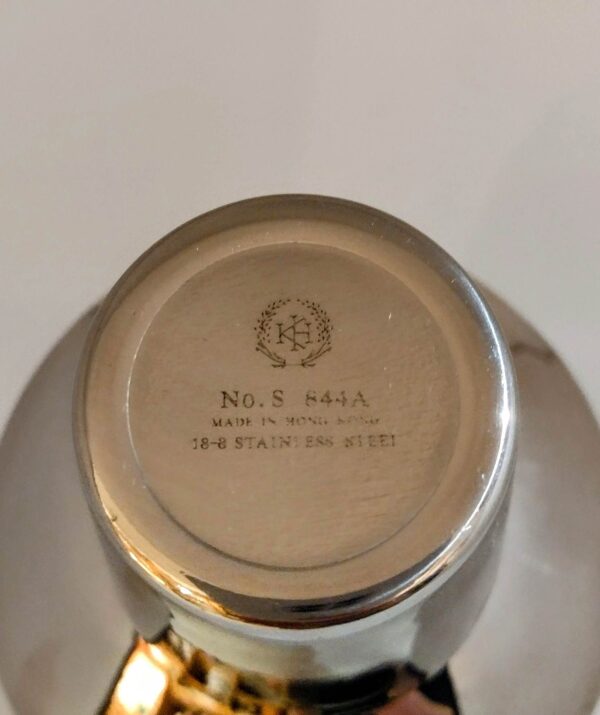 KH
No. S 844A
MADE IN HONG KONG
18-8 STAINLESS STEEL